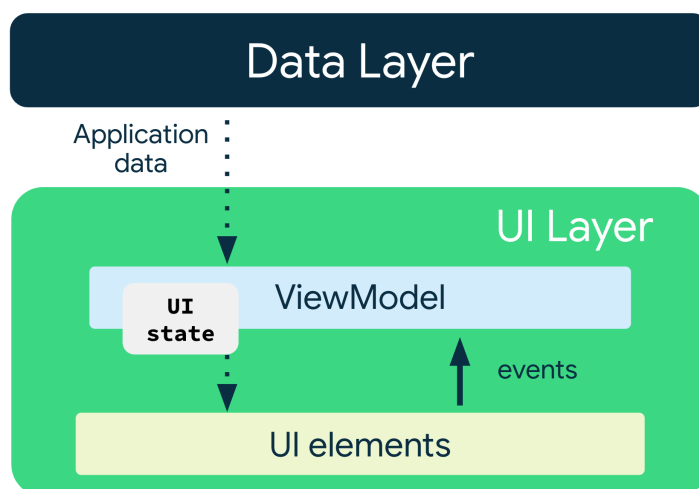 Data Layer
Application
data
UI Layer
ViewModel
UI
state
events
UI elements